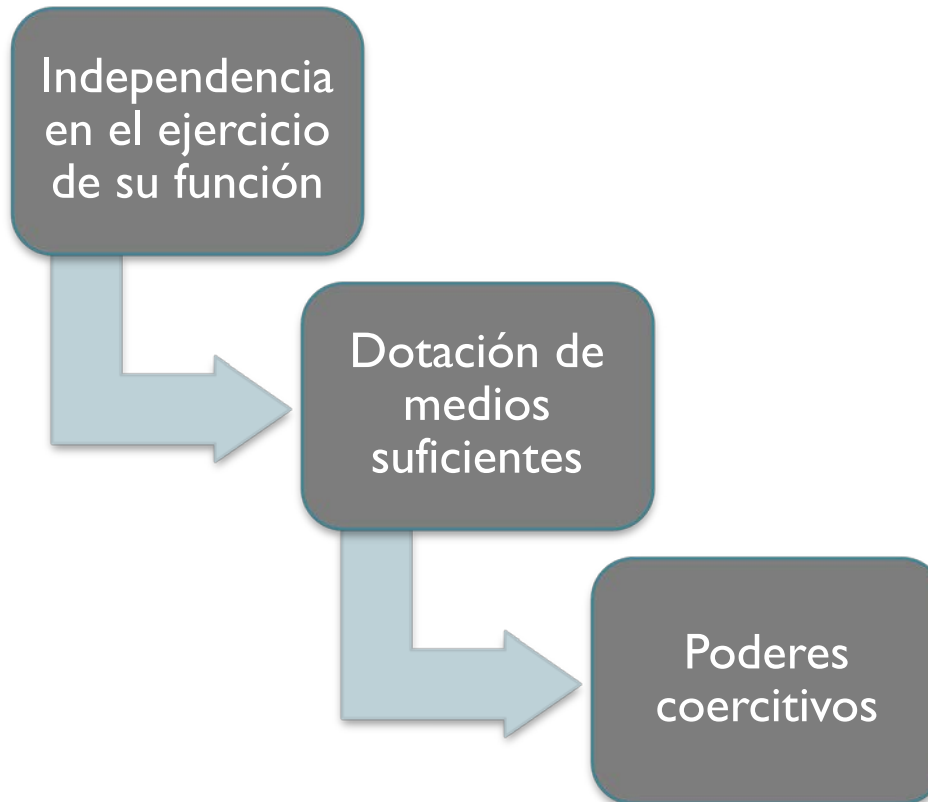 Independencia
en el ejercicio
de su función
Dotación de
medios
suficientes
Poderes
coercitivos